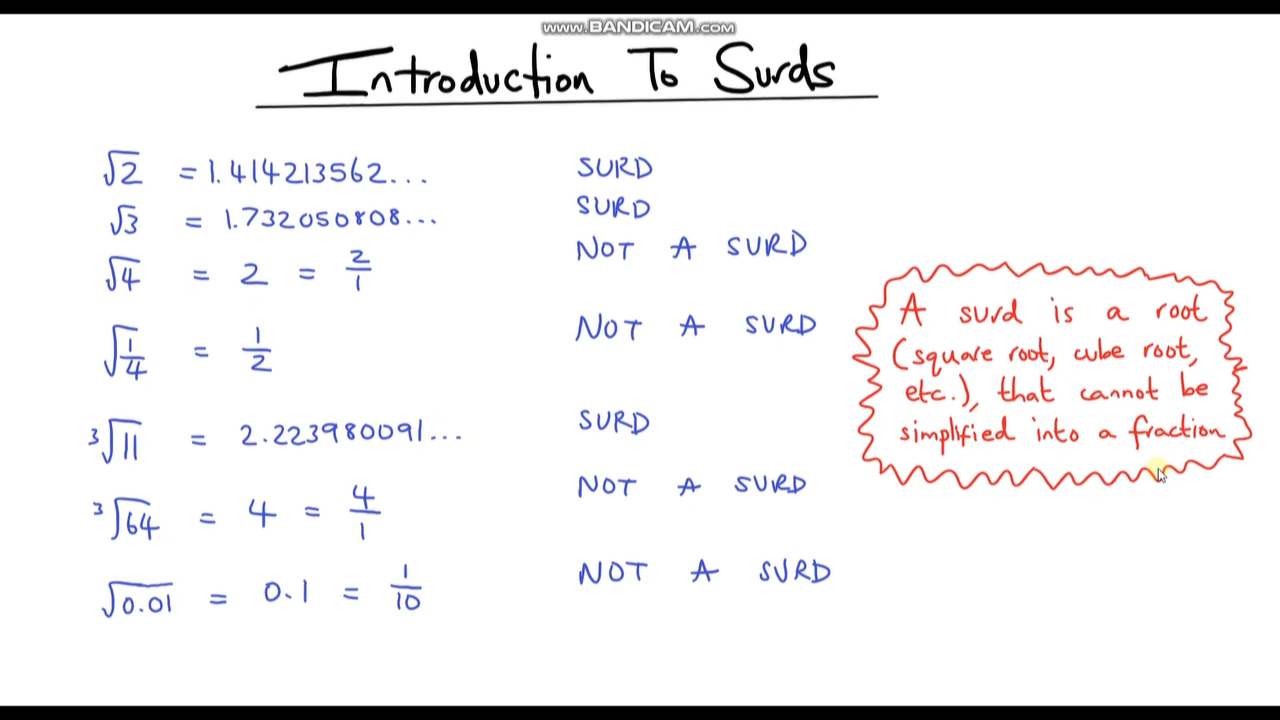 www.BANDICAM.com
Introduction To Surds
√2 = 1.414213562... SURD
√3 = 1.732050808... SURD
√4 = 2 = 2/1 NOT A SURD
√1/4 = 1/2 NOT A SURD
³√11 = 2.223980091... SURD
³√64 = 4 = 4/1 NOT A SURD
√0.01 = 0.1 = 1/10 NOT A SURD
A surd is a root
(square root, cube root,
etc.), that cannot be
simplified into a fraction